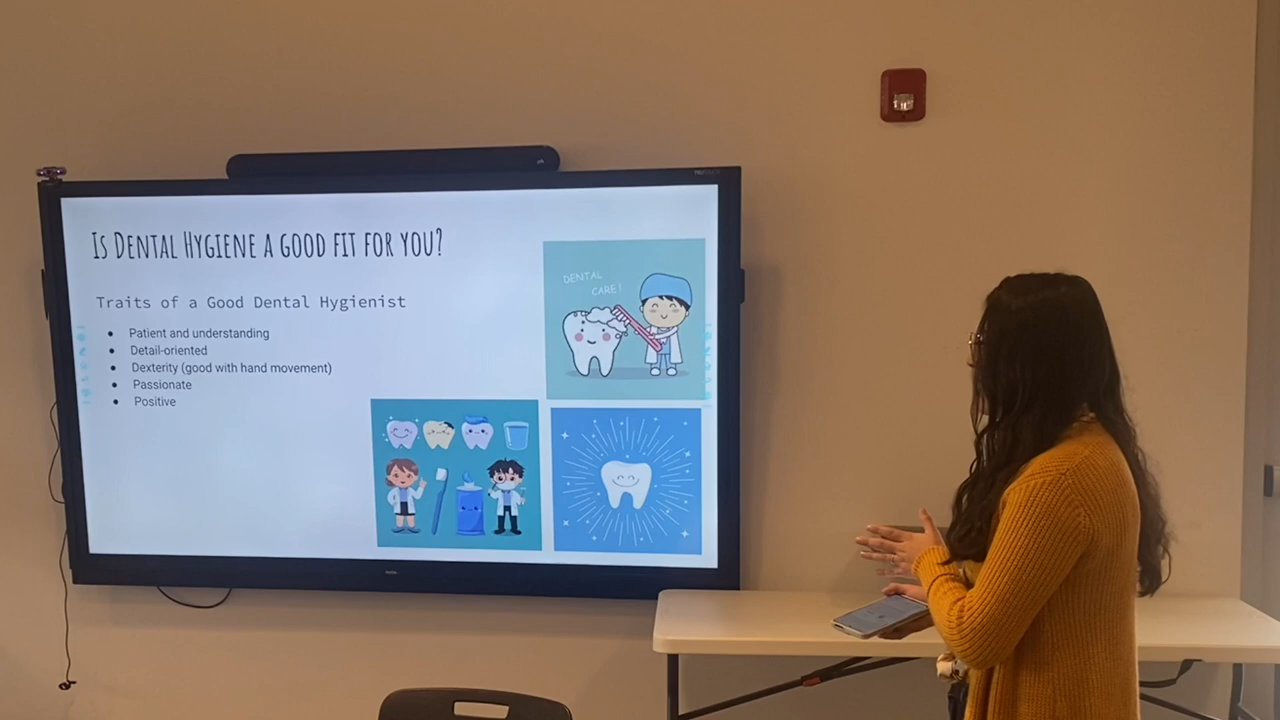 IS DENTAL HYGIENE A GOOD FIT FOR YOU?
Traits of a Good Dental Hygienist
● Patient and understanding
● Detail-oriented
● Dexterity (good with hand movement)
● Passionate
● Positive
DENTAL
CARE!